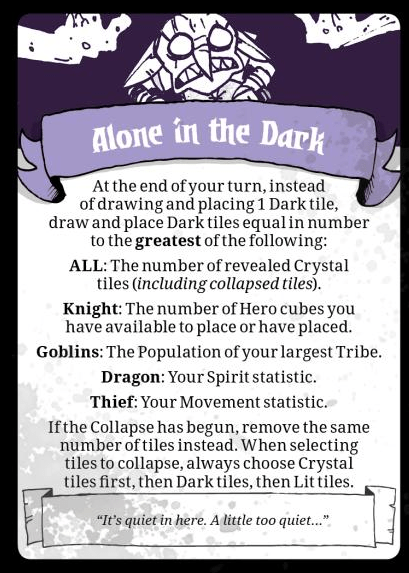 Alone in the Dark
At the end of your turn, instead
of drawing and placing 1 Dark tile,
draw and place Dark tiles equal in number
to the greatest of the following:
ALL: The number of revealed Crystal
tiles (including collapsed tiles).
Knight: The number of Hero cubes you
have available to place or have placed.
Goblins: The Population of your largest Tribe.
Dragon: Your Spirit statistic.
Thief: Your Movement statistic.
If the Collapse has begun, remove the same
number of tiles instead. When selecting
tiles to collapse, always choose Crystal
tiles first, then Dark tiles, then Lit tiles.
“It’s quiet in here. A little too quiet...”